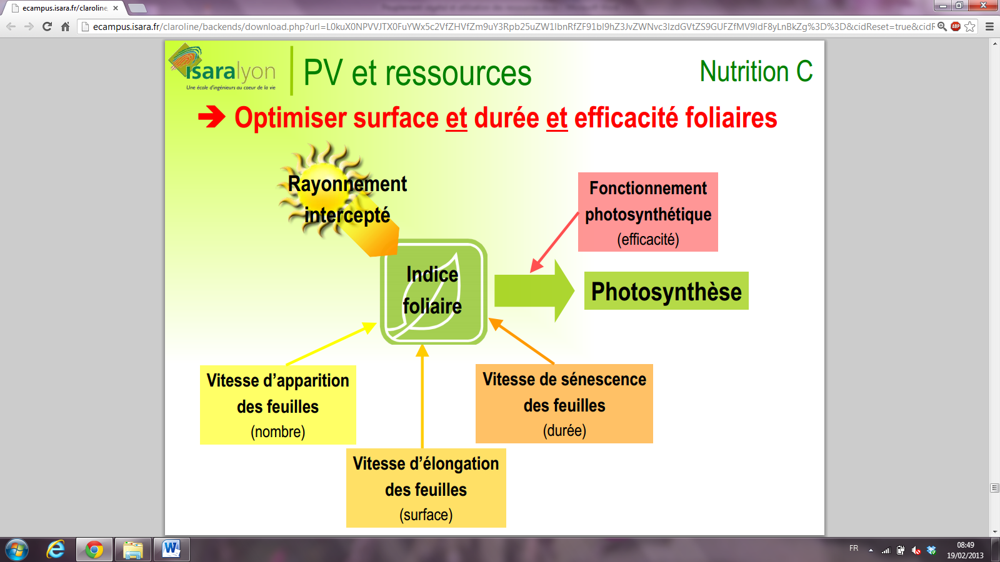 ecampus.isara.fr/claroline
ecampus.isara.fr/claroline/backends/download.php?url=L0kuX0NPVVJTX0FuYWx5c2VfZHVfZm9uY3Rpb25uZW1lbnRfZF91bl9hZ3JvZWNvc3lzdGVtZS9GUFZfMV9ldF8yLnBkZg%3D%3D&cidReset=true&cidR
ABP
isaralyon
Une école d'ingénieurs au coeur de la vie
PV et ressources
Nutrition C
➔ Optimiser surface et durée et efficacité foliaires
Rayonnement
intercepté
Fonctionnement
photosynthétique
(efficacité)
Indice
foliaire
Photosynthèse
Vitesse d'apparition
des feuilles
(nombre)
Vitesse de sénescence
des feuilles
(durée)
Vitesse d'élongation
des feuilles
(surface)
FR
08:49
19/02/2013